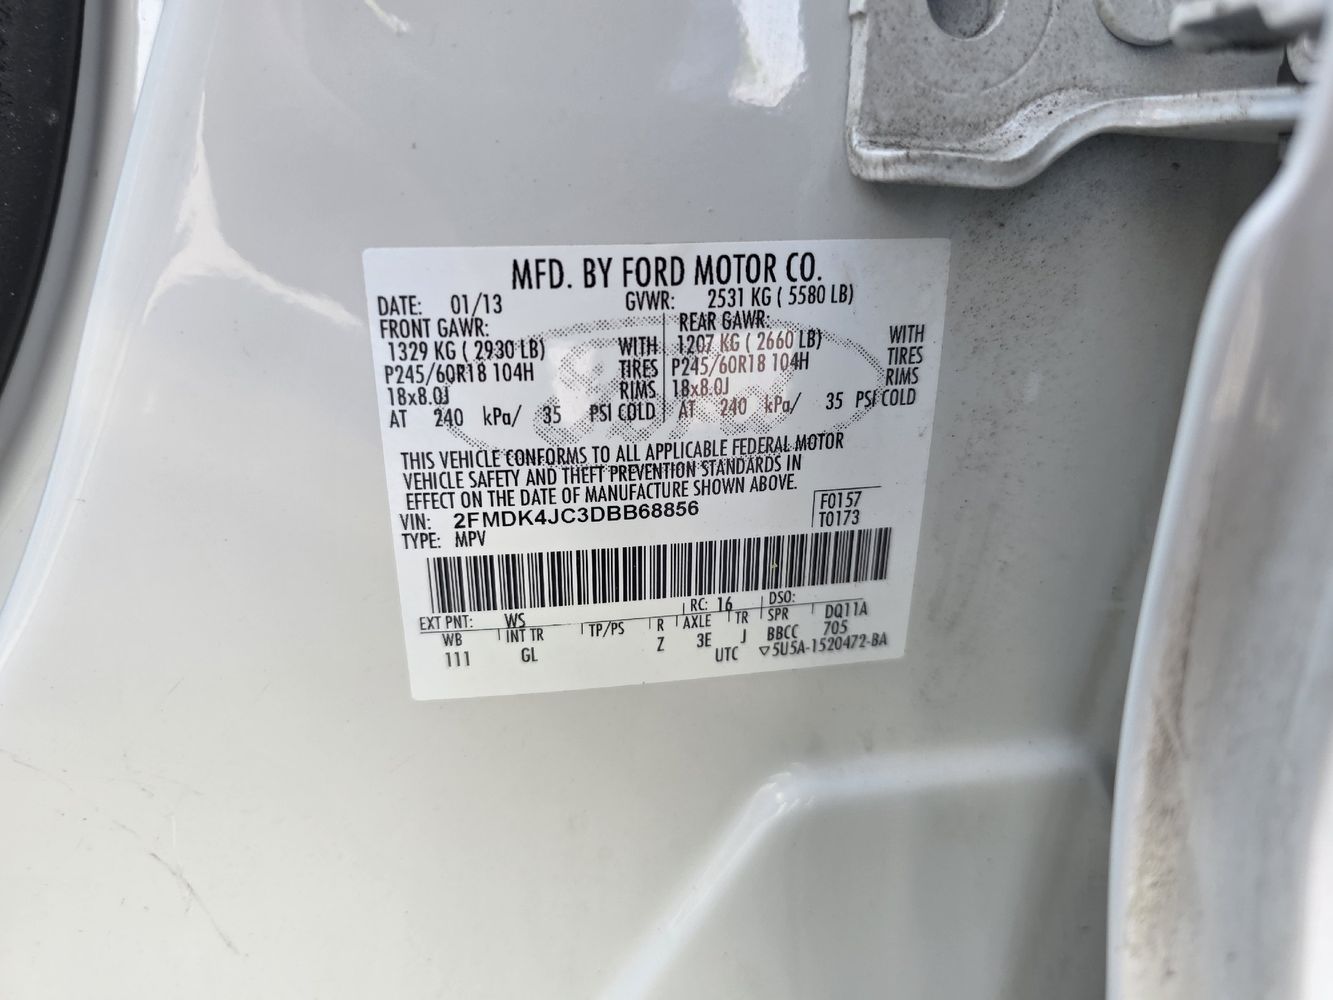 MFD. BY FORD MOTOR CO.
DATE: 01/13 GVWR: 2531 KG ( 5580 LB)
FRONT GAWR: REAR GAWR:
1329 KG ( 2930 LB) WITH 1207 KG ( 2660 LB) WITH
P245/60R18 104H TIRES P245/60R18 104H TIRES
18x8.0J RIMS 18x8.0J RIMS
AT 240 kPa/ 35 PSI COLD AT 240 kPa/ 35 PSI COLD
THIS VEHICLE CONFORMS TO ALL APPLICABLE FEDERAL MOTOR
VEHICLE SAFETY AND THEFT PREVENTION STANDARDS IN
EFFECT ON THE DATE OF MANUFACTURE SHOWN ABOVE.
VIN: 2FMDK4JC3DBB68856 F0157
TYPE: MPV T0173
EXT PNT: WS RC: 16 DSO:
WB INT TR TP/PS R AXLE TR SPR DQ11A
111 GL Z 3E J BBCC 705
UTC ▽5U5A-1520472-BA